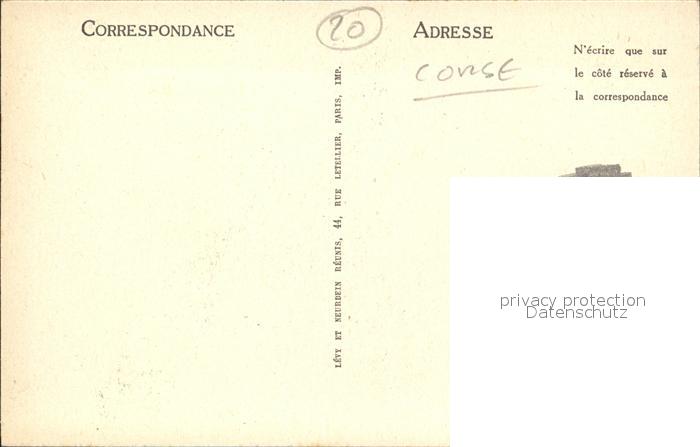 CORRESPONDANCE
20
ADRESSE
CORSE
N'écrire que sur
le côté réservé à
la correspondance
LÉVY ET NEURDEIN RÉUNIS, 44, RUE LETELLIER, PARIS, IMP.
privacy protection
Datenschutz